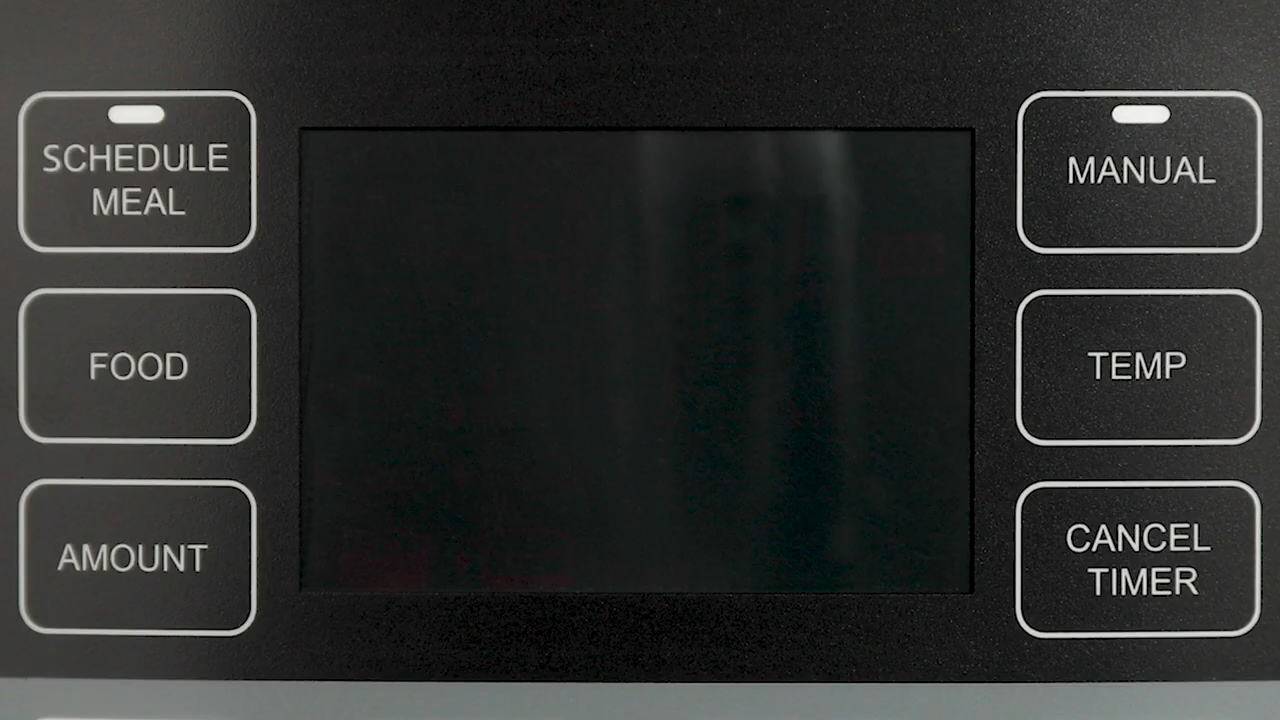 SCHEDULE
MEAL
MANUAL
FOOD
TEMP
AMOUNT
CANCEL
TIMER